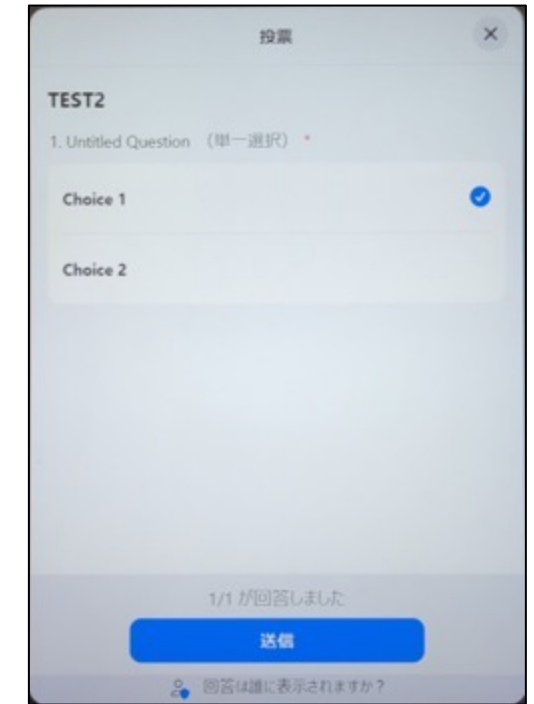 投票
TEST2
1. Untitled Question （単一選択） *
Choice 1
Choice 2
1/1 が回答しました
送信
回答は誰に表示されますか？